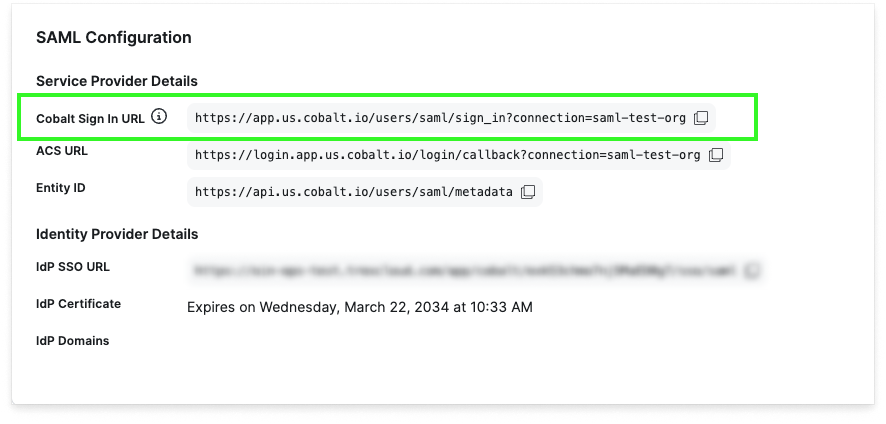 SAML Configuration
Service Provider Details
Cobalt Sign In URL https://app.us.cobalt.io/users/saml/sign_in?connection=saml-test-org
ACS URL https://login.app.us.cobalt.io/login/callback?connection=saml-test-org
Entity ID https://api.us.cobalt.io/users/saml/metadata
Identity Provider Details
IdP SSO URL
IdP Certificate Expires on Wednesday, March 22, 2034 at 10:33 AM
IdP Domains